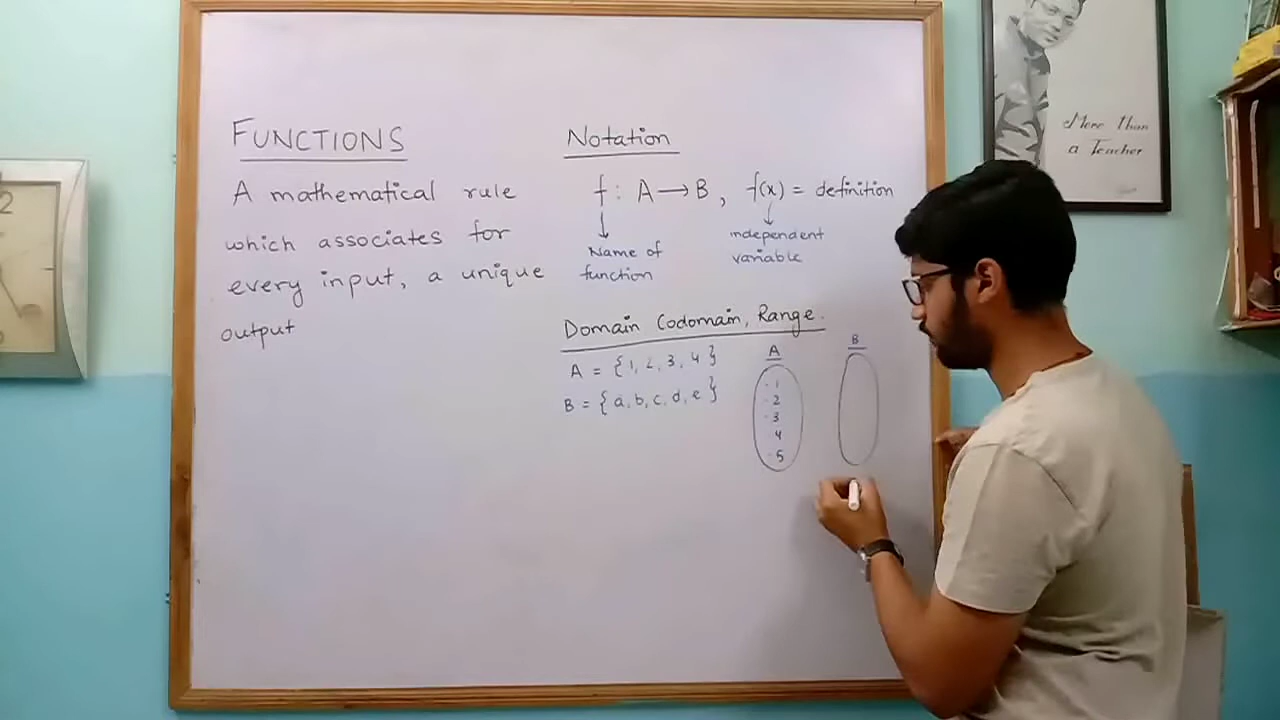 FUNCTIONS
A mathematical rule
which associates for
every input, a unique
output
Notation
f : A → B , f(x) = definition
Name of
function
independent
variable
Domain Codomain, Range.
A = {1, 2, 3, 4}
B = {a, b, c, d, e}
A
· 1
· 2
· 3
4
· 5
B
More Than
a Teacher
2